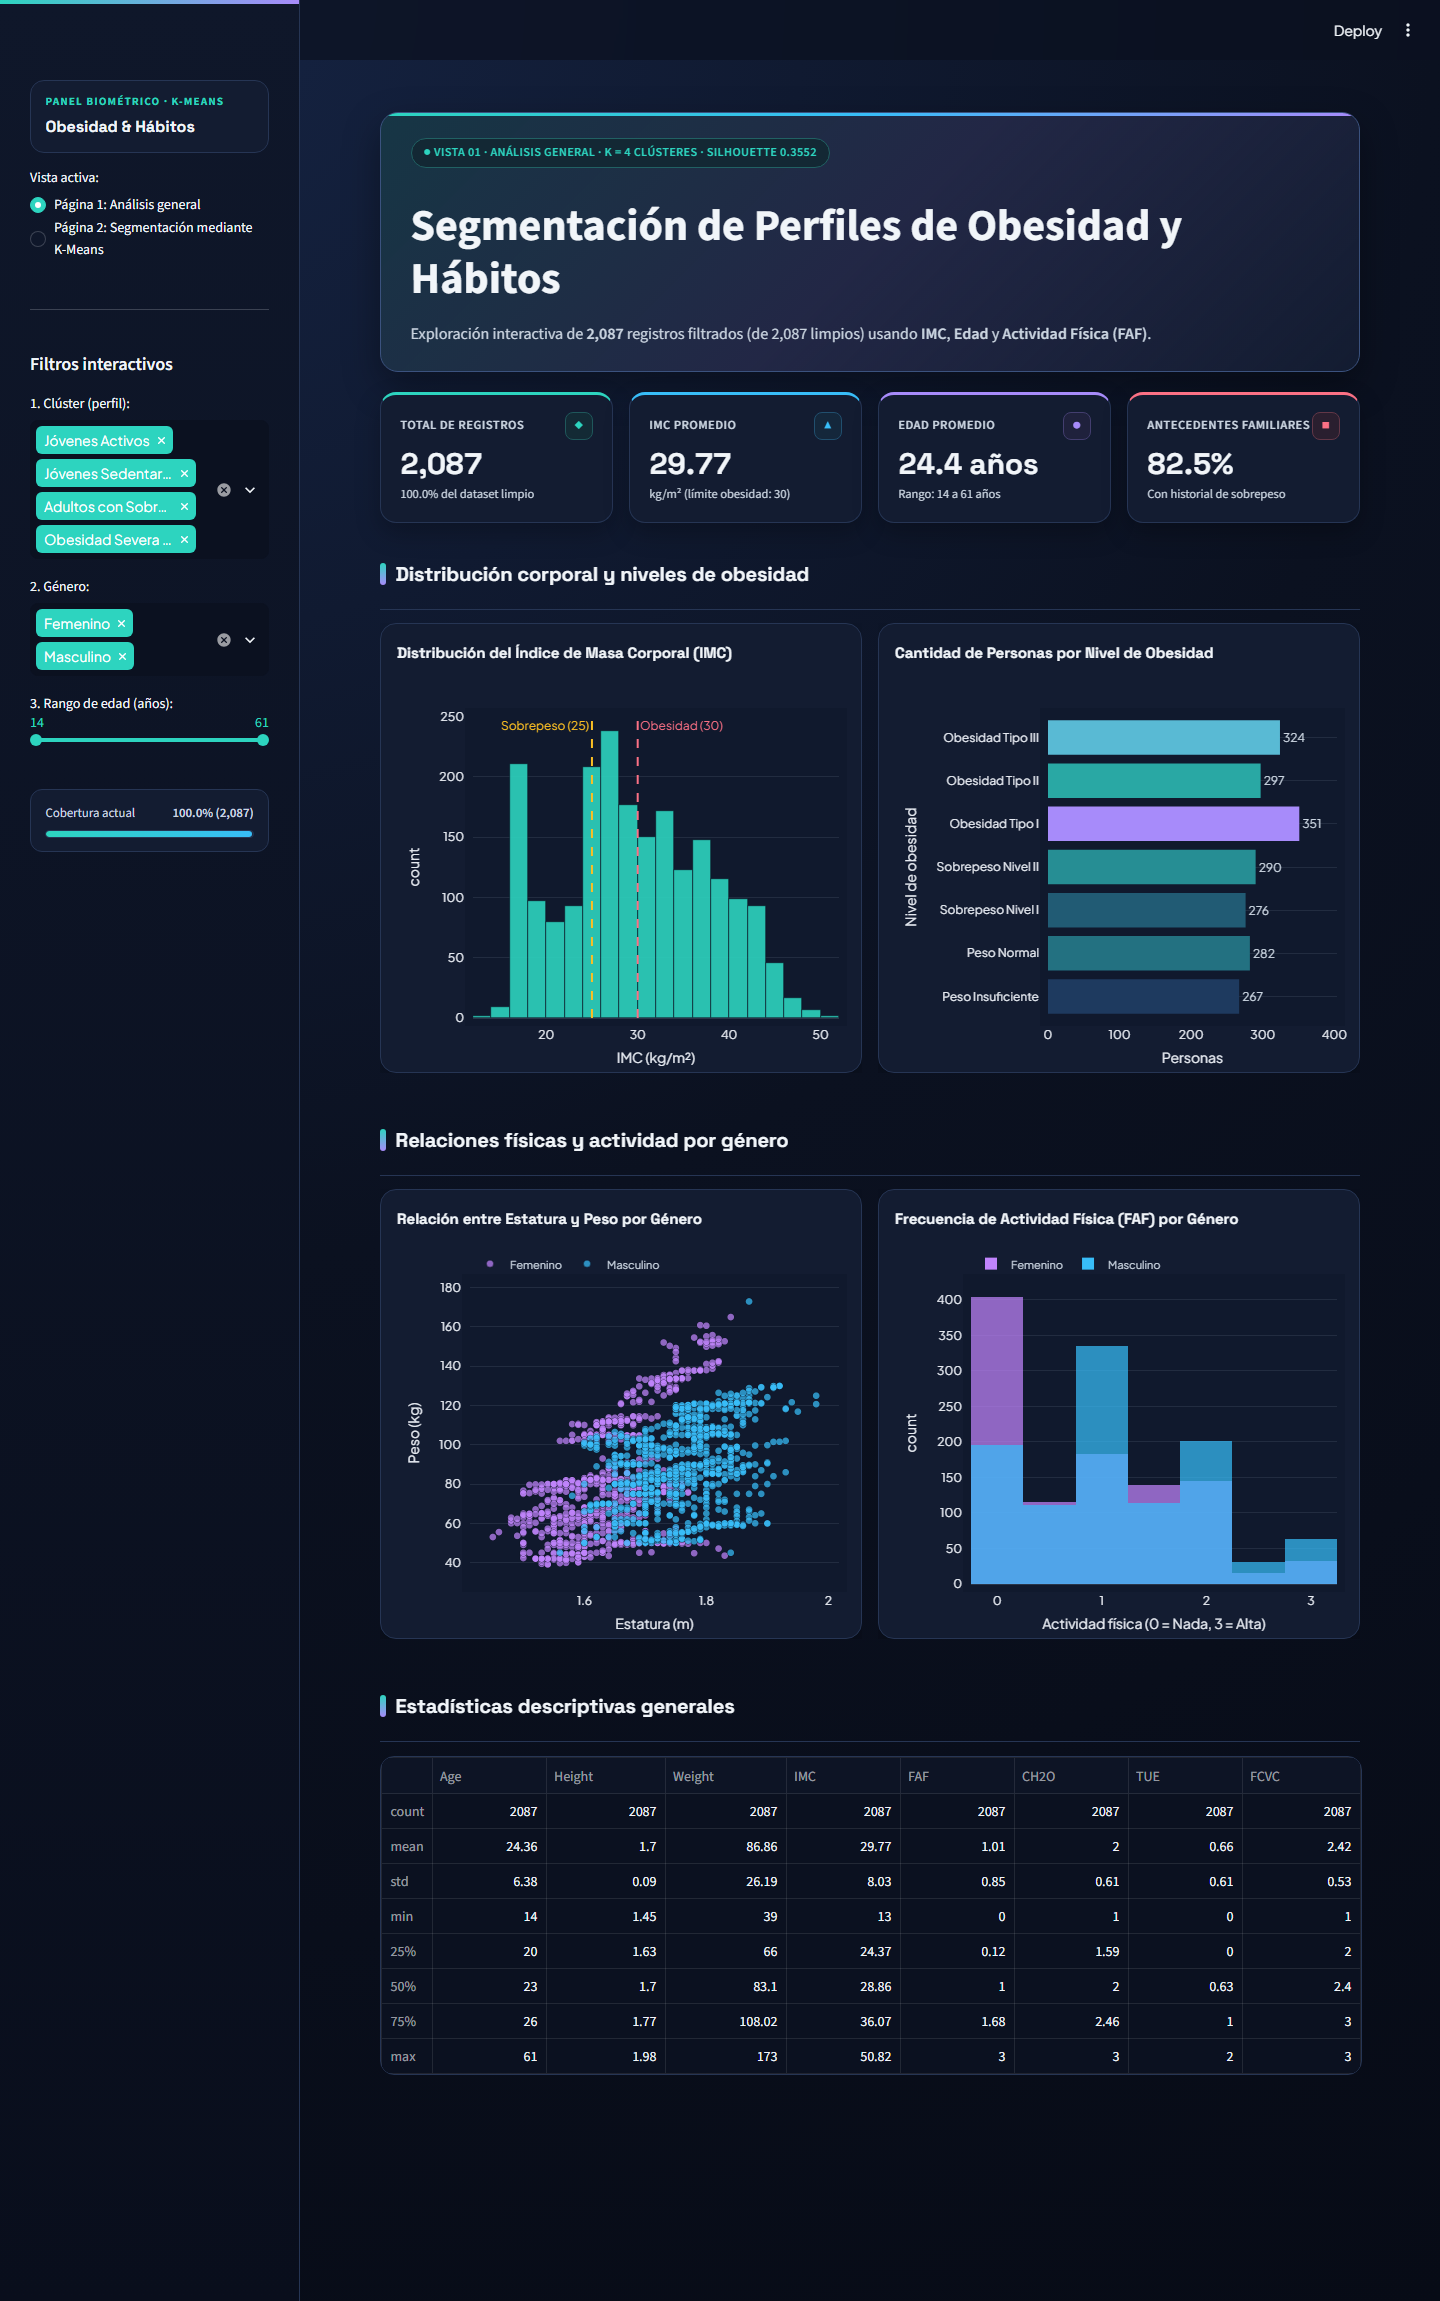 Deploy
PANEL BIOMÉTRICO · K-MEANS
Obesidad & Hábitos
Vista activa:
Página 1: Análisis general
Página 2: Segmentación mediante
K-Means
Filtros interactivos
1. Clúster (perfil):
Jóvenes Activos
Jóvenes Sedentar...
Adultos con Sobr...
Obesidad Severa ...
2. Género:
Femenino
Masculino
3. Rango de edad (años):
14 61
Cobertura actual 100.0% (2,087)
VISTA 01 · ANÁLISIS GENERAL · K = 4 CLÚSTERES · SILHOUETTE 0.3552
Segmentación de Perfiles de Obesidad y
Hábitos
Exploración interactiva de 2,087 registros filtrados (de 2,087 limpios) usando IMC, Edad y Actividad Física (FAF).
TOTAL DE REGISTROS
2,087
100.0% del dataset limpio
IMC PROMEDIO
29.77
kg/m² (límite obesidad: 30)
EDAD PROMEDIO
24.4 años
Rango: 14 a 61 años
ANTECEDENTES FAMILIARES
82.5%
Con historial de sobrepeso
Distribución corporal y niveles de obesidad
Distribución del Índice de Masa Corporal (IMC)
Sobrepeso (25) Obesidad (30)
250
200
150
100
50
0
count
20 30 40 50
IMC (kg/m²)
Cantidad de Personas por Nivel de Obesidad
Nivel de obesidad
Obesidad Tipo III 324
Obesidad Tipo II 297
Obesidad Tipo I 351
Sobrepeso Nivel II 290
Sobrepeso Nivel I 276
Peso Normal 282
Peso Insuficiente 267
0 100 200 300 400
Personas
Relaciones físicas y actividad por género
Relación entre Estatura y Peso por Género
Femenino Masculino
180
160
140
120
100
80
60
40
Peso (kg)
1.6 1.8 2
Estatura (m)
Frecuencia de Actividad Física (FAF) por Género
Femenino Masculino
400
350
300
250
200
150
100
50
0
count
0 1 2 3
Actividad física (0 = Nada, 3 = Alta)
Estadísticas descriptivas generales
Age Height Weight IMC FAF CH2O TUE FCVC
count 2087 2087 2087 2087 2087 2087 2087 2087
mean 24.36 1.7 86.86 29.77 1.01 2 0.66 2.42
std 6.38 0.09 26.19 8.03 0.85 0.61 0.61 0.53
min 14 1.45 39 13 0 1 0 1
25% 20 1.63 66 24.37 0.12 1.59 0 2
50% 23 1.7 83.1 28.86 1 2 0.63 2.4
75% 26 1.77 108.02 36.07 1.68 2.46 1 3
max 61 1.98 173 50.82 3 3 2 3